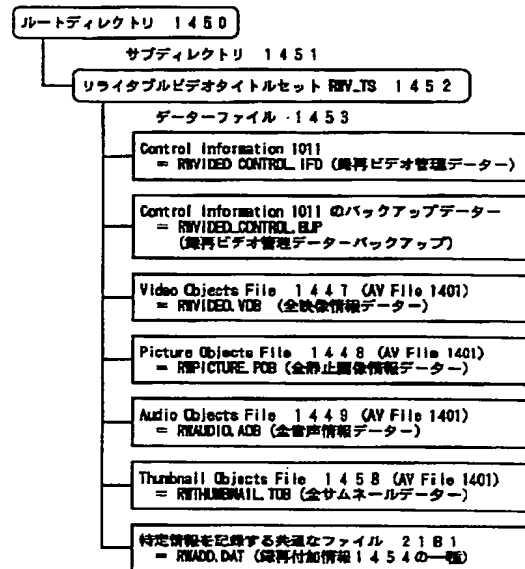 ルートディレクトリ 1450
サブディレクトリ 1451
リライタブルビデオタイトルセット RWV_TS 1452
データーファイル 1453
Control Information 1011
= RWVIDEO_CONTROL.IFO (録再ビデオ管理データー)
Control Information 1011 のバックアップデーター
= RWVIDEO_CONTROL.BUP
(録再ビデオ管理データーバックアップ)
Video Objects File 1447 (AV File 1401)
= RWVIDEO.VOB (全映像情報データー)
Picture Objects File 1448 (AV File 1401)
= RWPICTURE.POB (全静止画像情報データー)
Audio Objects File 1449 (AV File 1401)
= RWAUDIO.AOB (全音声情報データー)
Thumbnail Objects File 1458 (AV File 1401)
= RWTHUMBNAIL.TOB (全サムネールデーター)
特定情報を記録する共通なファイル 21B1
= RWADD.DAT (録再付加情報1454の一種)